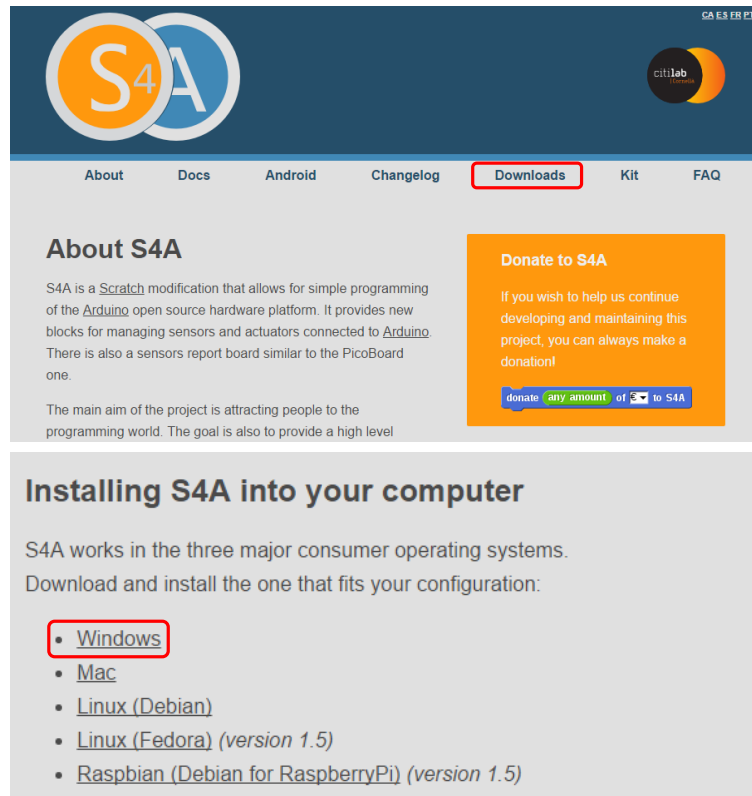 CA ES FR PT
S4A
citilab
Cornellà
About Docs Android Changelog Downloads Kit FAQ
About S4A
S4A is a Scratch modification that allows for simple programming
of the Arduino open source hardware platform. It provides new
blocks for managing sensors and actuators connected to Arduino.
There is also a sensors report board similar to the PicoBoard
one.
The main aim of the project is attracting people to the
programming world. The goal is also to provide a high level
Donate to S4A
If you wish to help us continue
developing and maintaining this
project, you can always make a
donation!
donate any amount of € to S4A
Installing S4A into your computer
S4A works in the three major consumer operating systems.
Download and install the one that fits your configuration:
• Windows
• Mac
• Linux (Debian)
• Linux (Fedora) (version 1.5)
• Raspbian (Debian for RaspberryPi) (version 1.5)